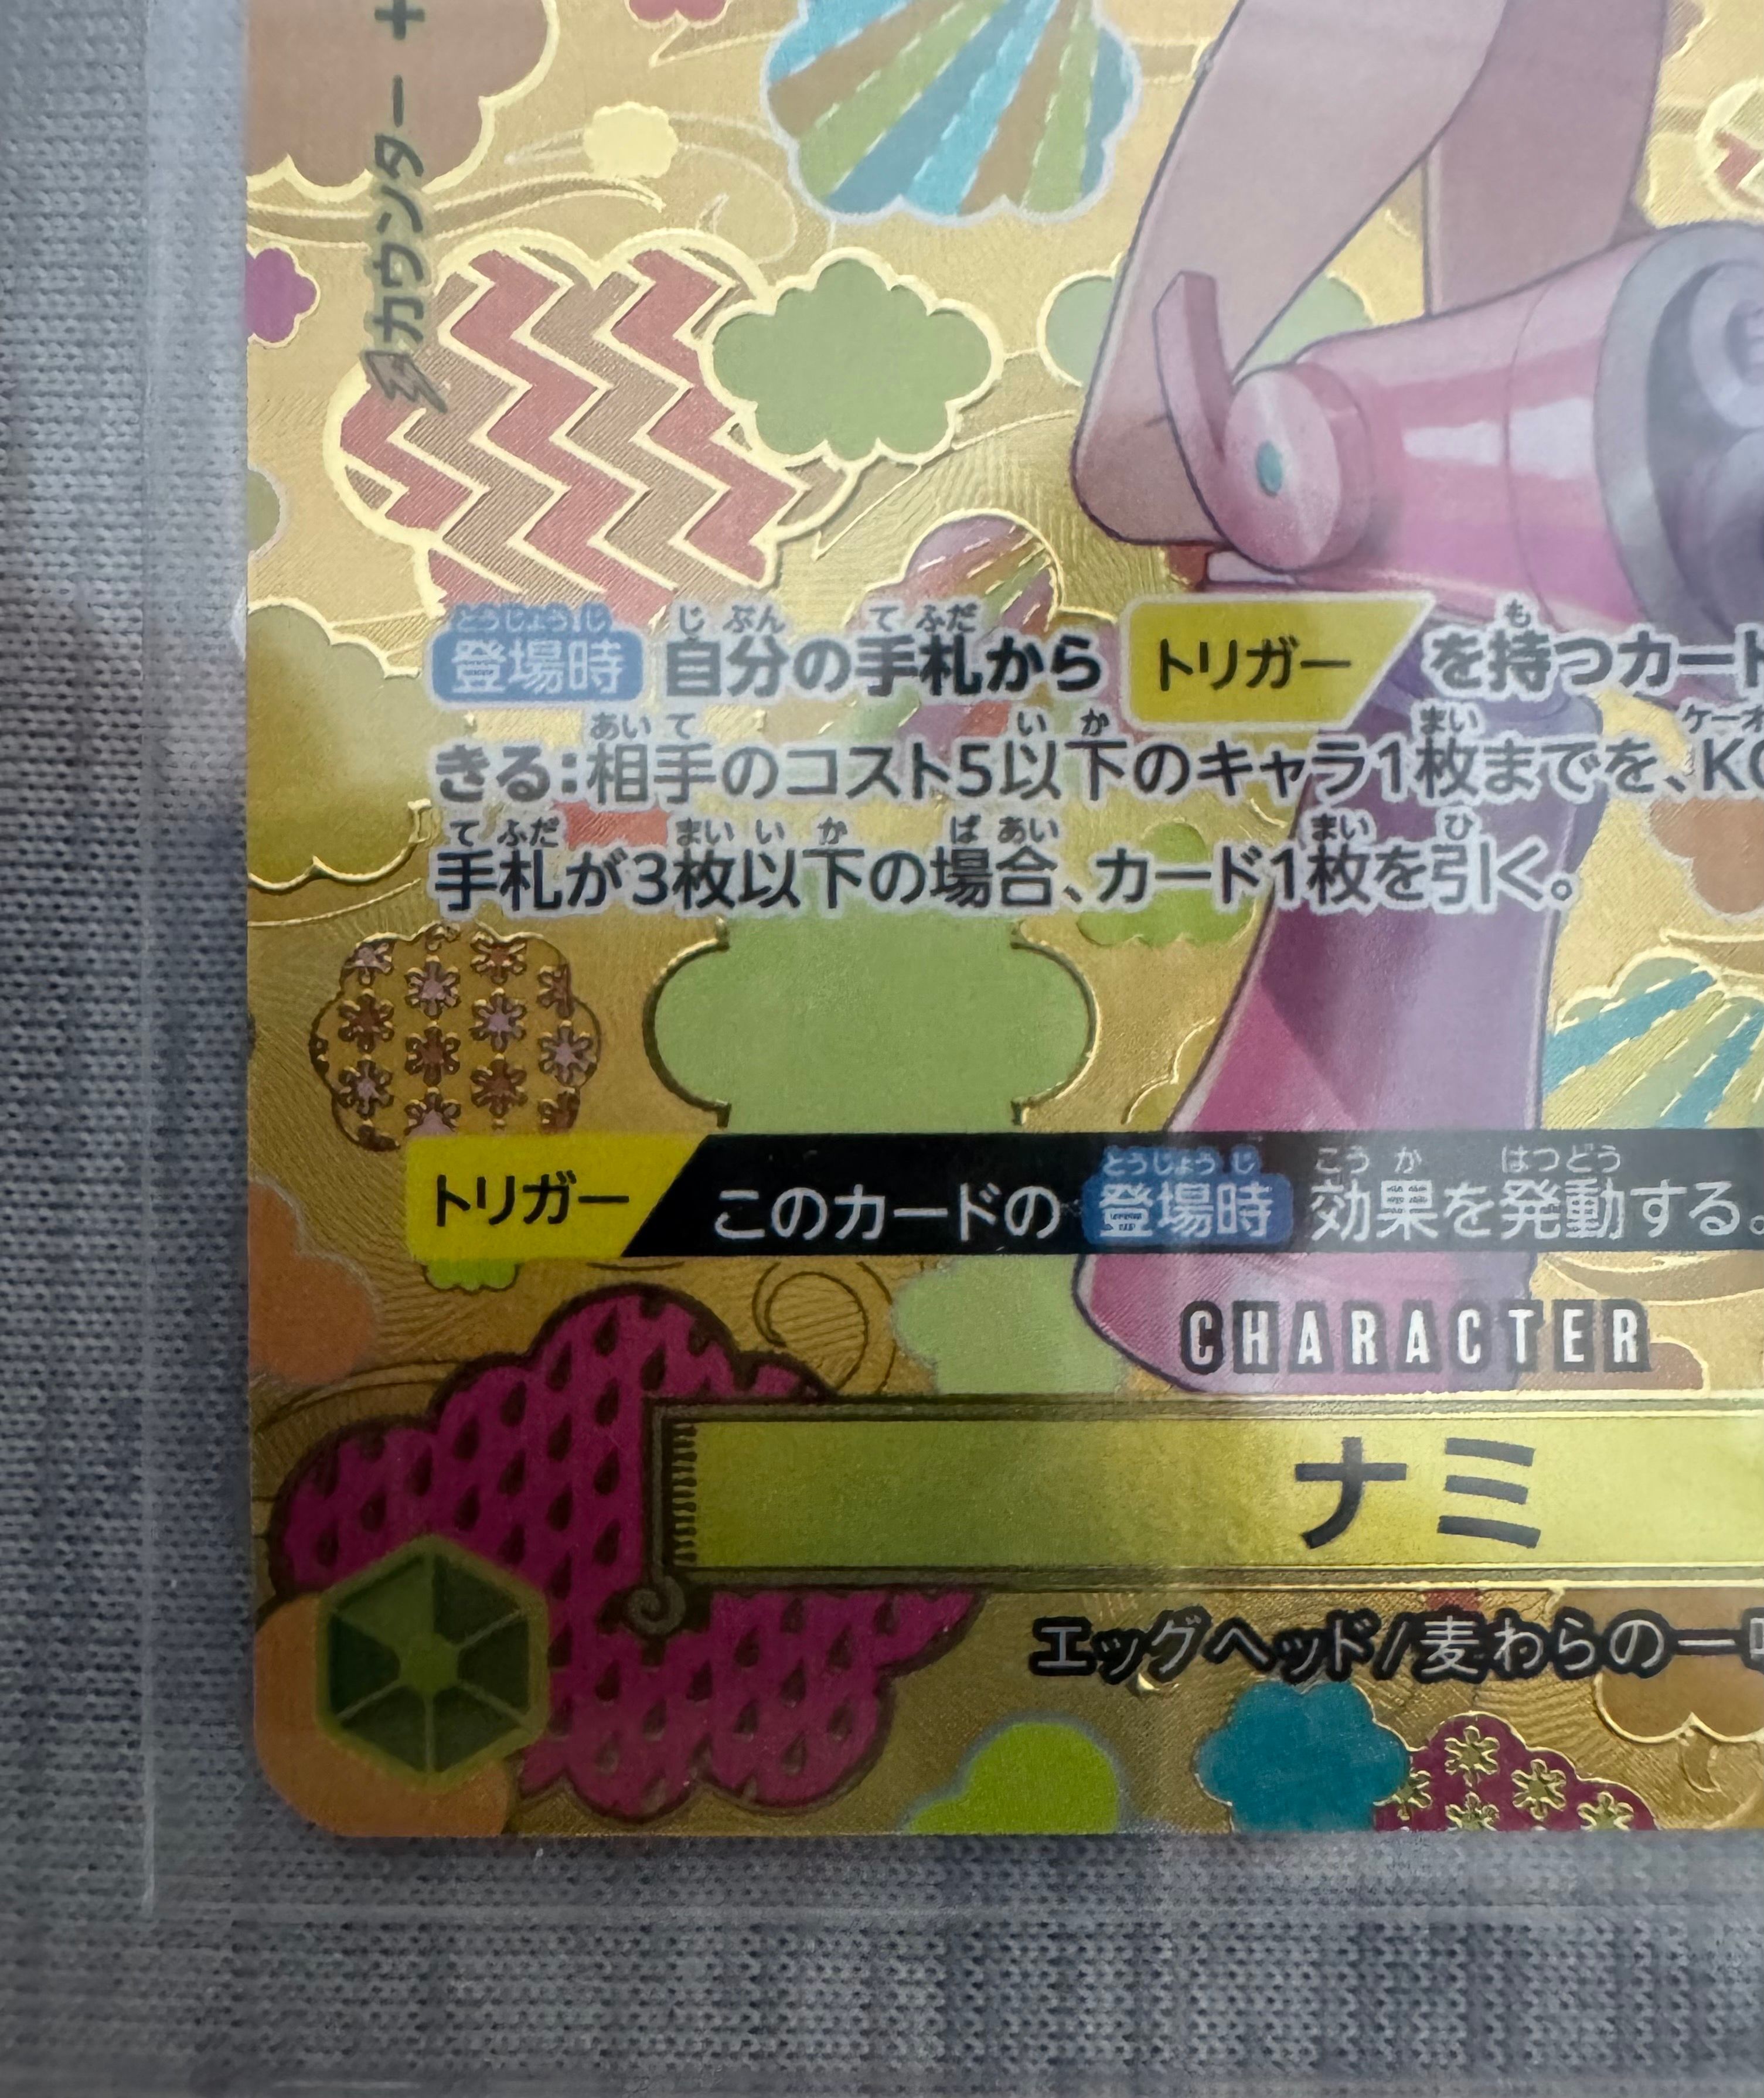 カウンター +
登場時 自分の手札から トリガー を持つカード
きる：相手のコスト5以下のキャラ1枚までを、K
手札が3枚以下の場合、カード1枚を引く。
トリガー このカードの 登場時 効果を発動する。
CHARACTER
ナミ
エッグヘッド/麦わらの一